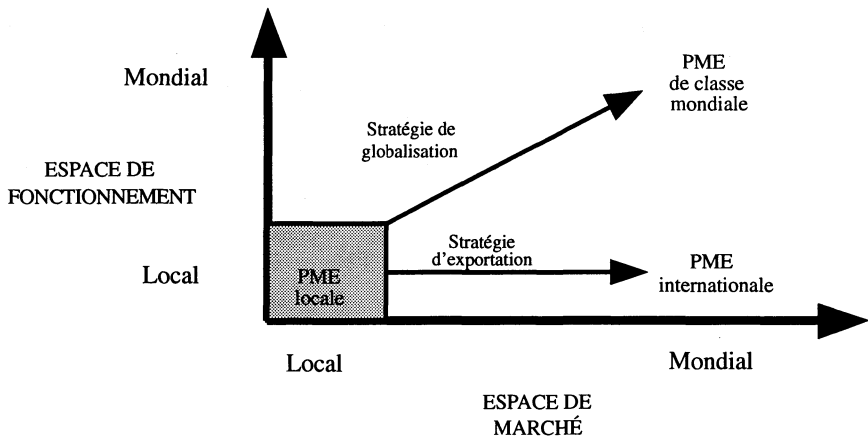 Mondial
PME
de classe
mondiale
Stratégie de
globalisation
ESPACE DE
FONCTIONNEMENT
Local
PME
locale
Stratégie
d'exportation
PME
internationale
Local
Mondial
ESPACE DE
MARCHÉ